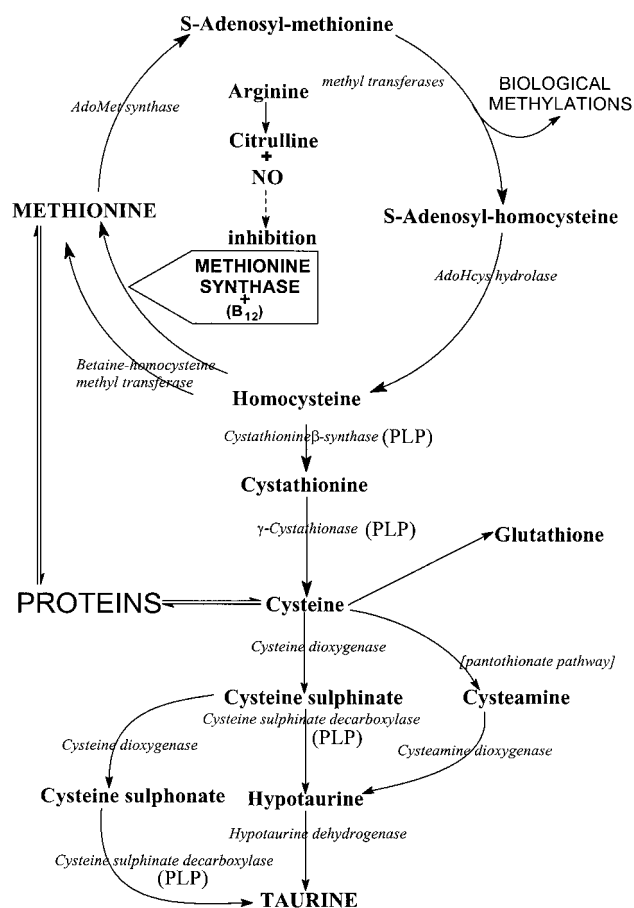 S-Adenosyl-methionine
methyl transferases
BIOLOGICAL
METHYLATIONS
AdoMet synthase
Arginine
Citrulline
+
NO
METHIONINE
S-Adenosyl-homocysteine
inhibition
METHIONINE
SYNTHASE
+
(B12)
AdoHcys hydrolase
Betaine-homocysteine
methyl transferase
Homocysteine
Cystathionineβ-synthase (PLP)
Cystathionine
γ-Cystathionase (PLP)
Glutathione
PROTEINS
Cysteine
Cysteine dioxygenase
[pantothionate pathway]
Cysteine sulphinate
Cysteamine
Cysteine sulphinate decarboxylase
(PLP)
Cysteine dioxygenase
Cysteamine dioxygenase
Cysteine sulphonate
Hypotaurine
Hypotaurine dehydrogenase
Cysteine sulphinate decarboxylase
(PLP)
TAURINE